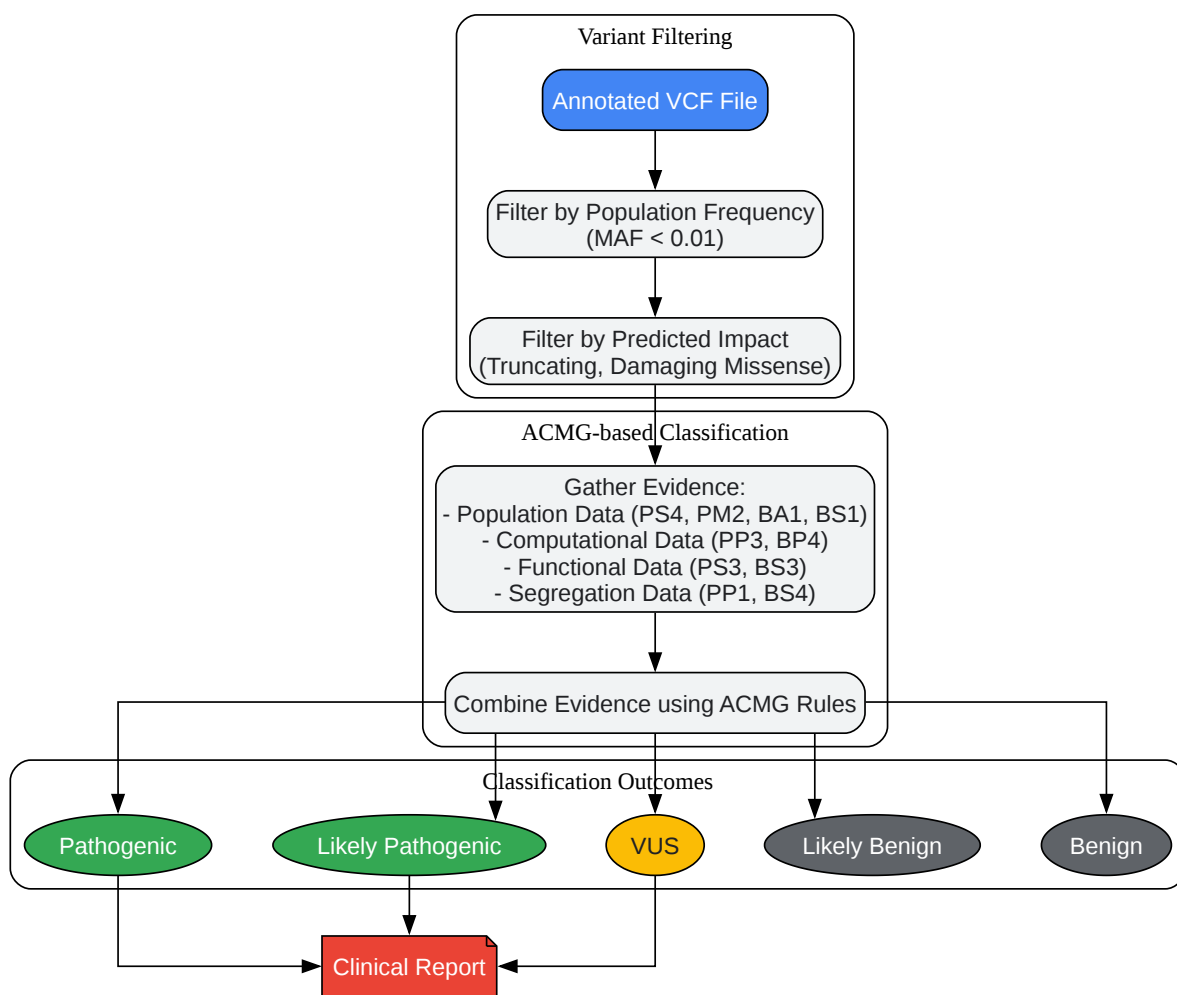 Variant Filtering
Annotated VCF File
Filter by Population Frequency
(MAF < 0.01)
Filter by Predicted Impact
(Truncating, Damaging Missense)
ACMG-based Classification
Gather Evidence:
- Population Data (PS4, PM2, BA1, BS1)
- Computational Data (PP3, BP4)
- Functional Data (PS3, BS3)
- Segregation Data (PP1, BS4)
Combine Evidence using ACMG Rules
Classification Outcomes
Pathogenic
Likely Pathogenic
VUS
Likely Benign
Benign
Clinical Report